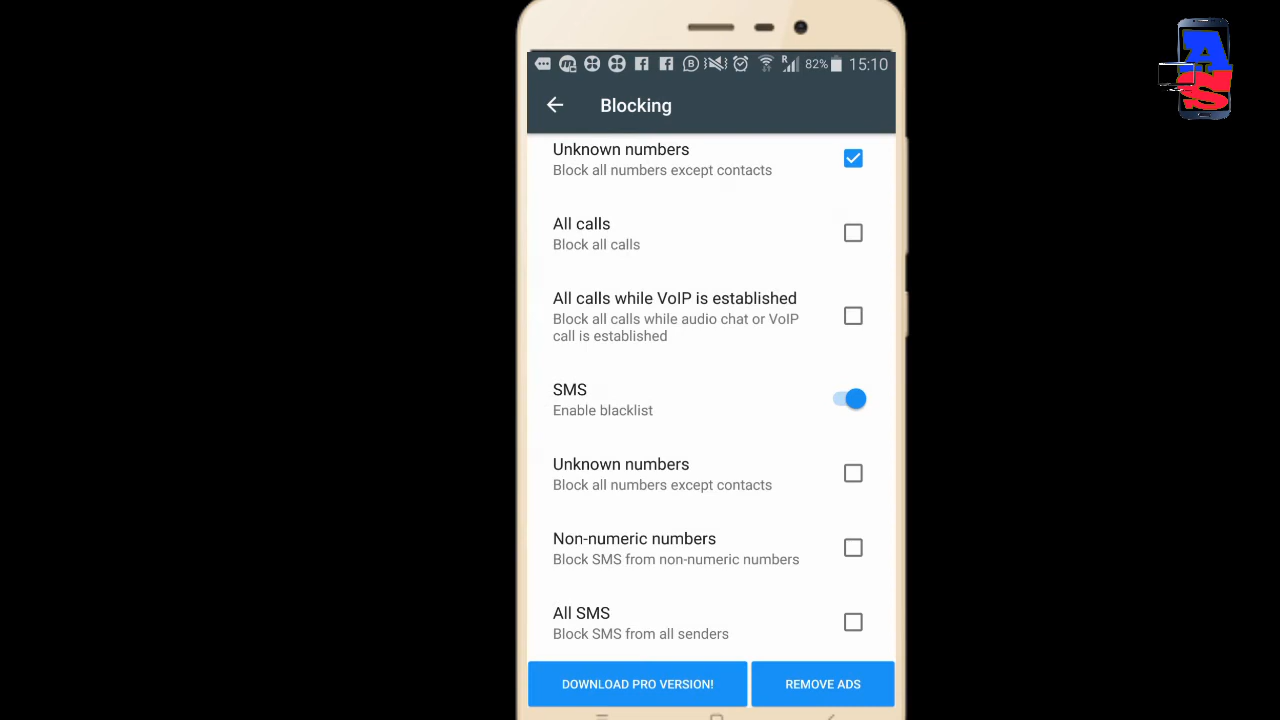 82% 15:10
Blocking
Unknown numbers
Block all numbers except contacts
All calls
Block all calls
All calls while VoIP is established
Block all calls while audio chat or VoIP
call is established
SMS
Enable blacklist
Unknown numbers
Block all numbers except contacts
Non-numeric numbers
Block SMS from non-numeric numbers
All SMS
Block SMS from all senders
DOWNLOAD PRO VERSION!
REMOVE ADS